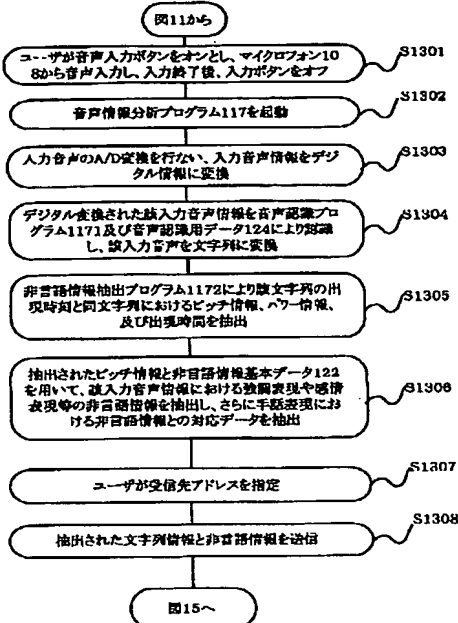 図11から
ユーザが音声入力ボタンをオンとし、マイクロフォン10
8から音声入力し、入力終了後、入力ボタンをオフ
S1301
音声情報分析プログラム117を起動
S1302
入力音声のA/D変換を行ない、入力音声情報をデジ
タル情報に変換
S1303
デジタル変換された該入力音声情報を音声認識プロ
グラム1171及び音声認識用データ124により認識
し、該入力音声を文字列に変換
S1304
非言語情報抽出プログラム1172により該文字列の出
現時刻と同文字列におけるピッチ情報、パワー情報、
及び出現時間を抽出
S1305
抽出されたピッチ情報と非言語情報基本データ122
を用いて、該入力音声情報における強調表現や感情
表現等の非言語情報を抽出し、さらに手話表現にお
ける非言語情報との対応データを抽出
S1306
ユーザが受信先アドレスを指定
S1307
抽出された文字列情報と非言語情報を送信
S1308
図15へ